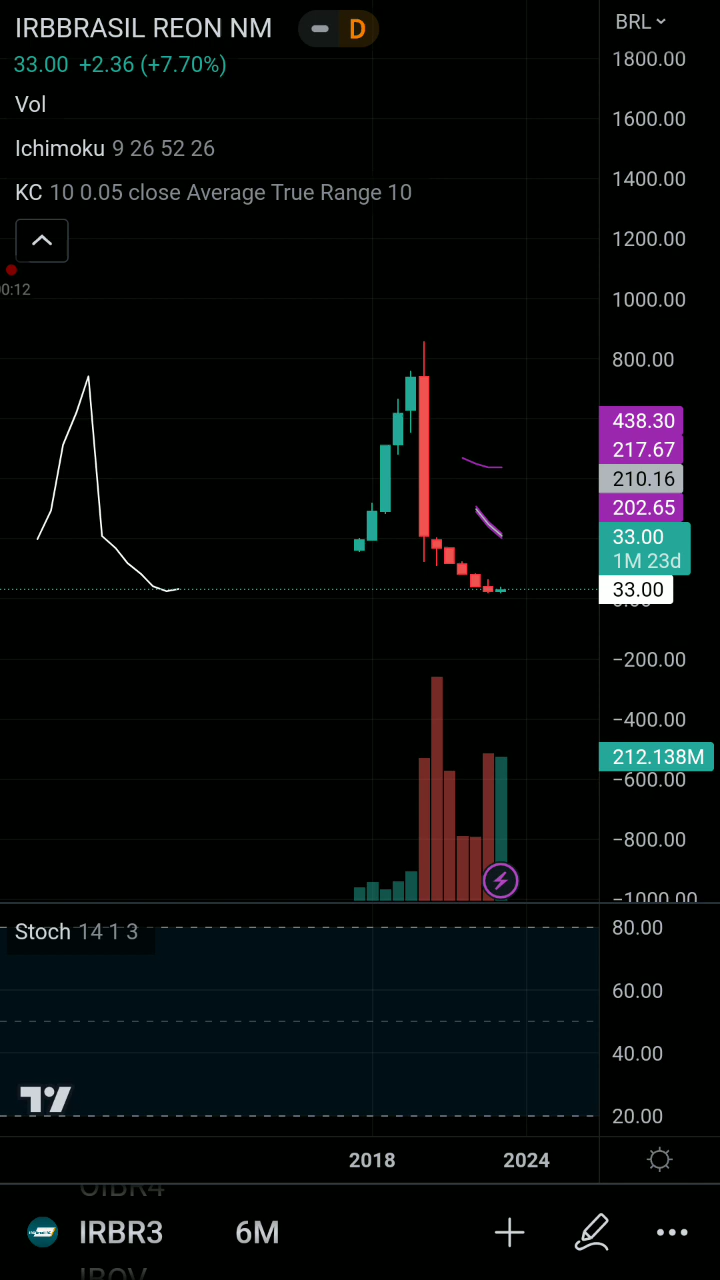 IRBBRASIL REON NM D
BRL
33.00 +2.36 (+7.70%)
Vol
Ichimoku 9 26 52 26
KC 10 0.05 close Average True Range 10
00:12
1800.00
1600.00
1400.00
1200.00
1000.00
800.00
438.30
217.67
210.16
202.65
33.00
1M 23d
33.00
0.00
−200.00
−400.00
212.138M
−600.00
−800.00
−1000.00
Stoch 14 1 3
80.00
60.00
40.00
20.00
2018
2024
OIBR4
IRBR3 6M
IBOV